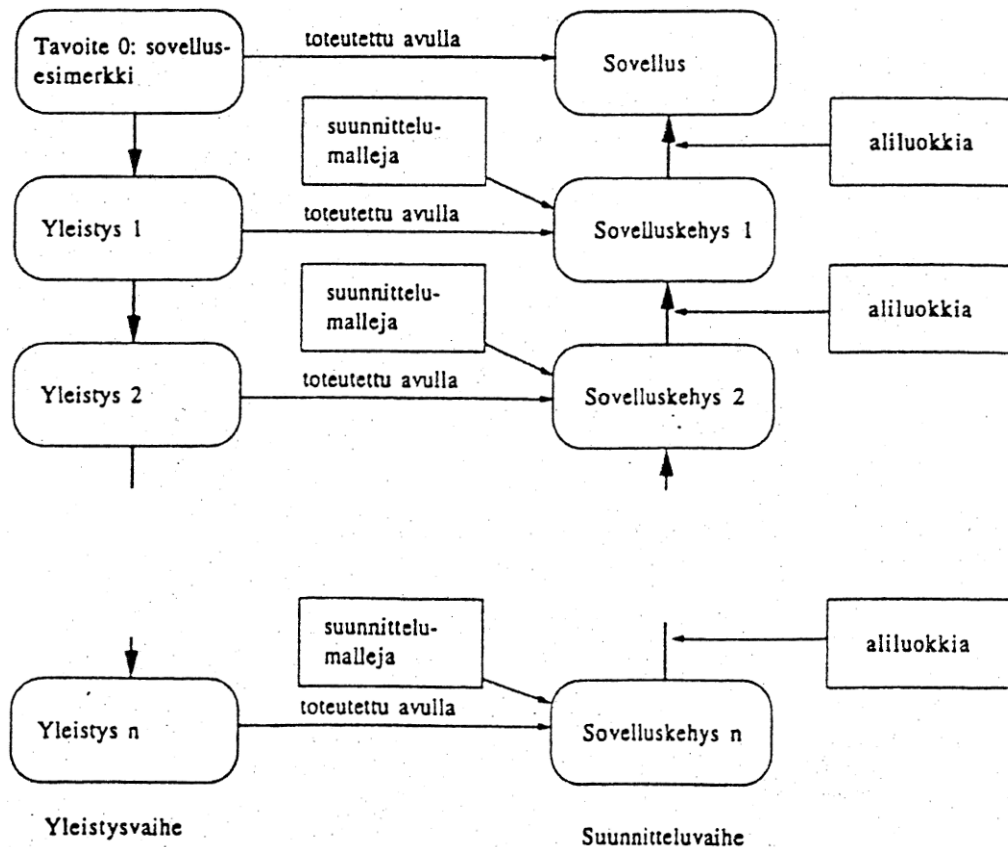 Tavoite 0: sovellus-
esimerkki
toteutettu avulla
Sovellus
suunnittelu-
malleja
aliluokkia
Yleistys 1
toteutettu avulla
Sovelluskehys 1
suunnittelu-
malleja
aliluokkia
Yleistys 2
toteutettu avulla
Sovelluskehys 2
suunnittelu-
malleja
aliluokkia
Yleistys n
toteutettu avulla
Sovelluskehys n
Yleistysvaihe
Suunnitteluvaihe